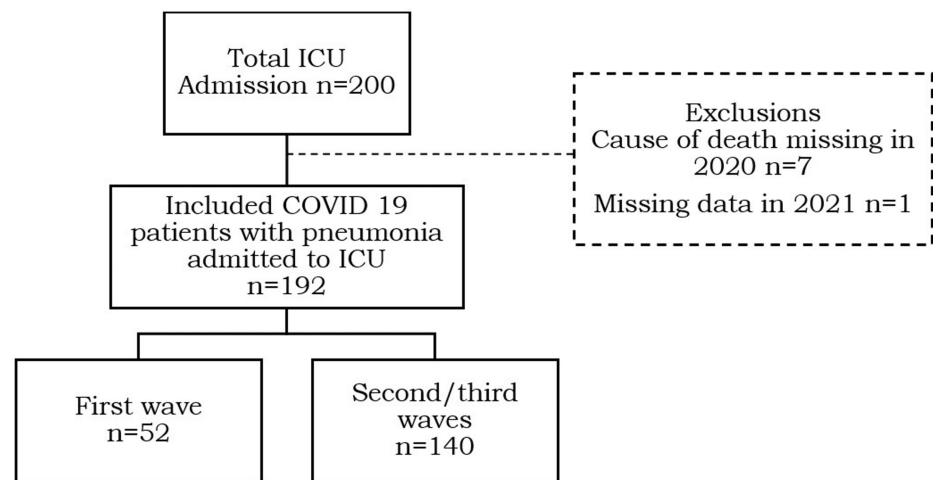 Total ICU
Admission n=200
Exclusions
Cause of death missing in
2020 n=7
Missing data in 2021 n=1
Included COVID 19
patients with pneumonia
admitted to ICU
n=192
First wave
n=52
Second/third
waves
n=140